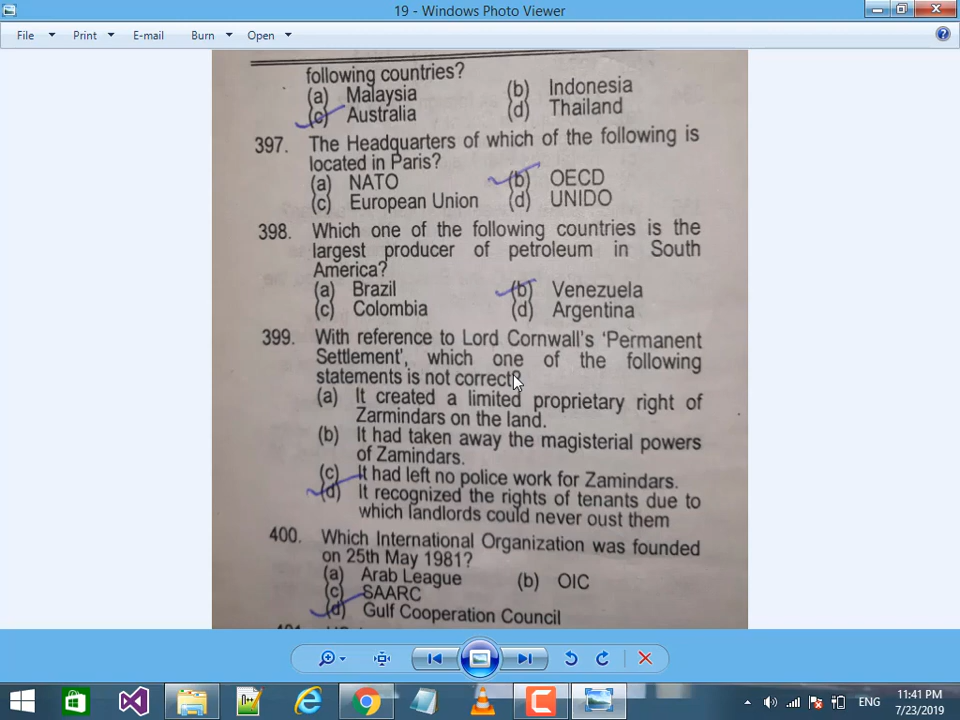 19 - Windows Photo Viewer
File Print E-mail Burn Open
following countries?
(a) Malaysia (b) Indonesia
(c) Australia (d) Thailand
397. The Headquarters of which of the following is
located in Paris?
(a) NATO (b) OECD
(c) European Union (d) UNIDO
398. Which one of the following countries is the
largest producer of petroleum in South
America?
(a) Brazil (b) Venezuela
(c) Colombia (d) Argentina
399. With reference to Lord Cornwall's 'Permanent
Settlement', which one of the following
statements is not correct?
(a) It created a limited proprietary right of
Zarmindars on the land.
(b) It had taken away the magisterial powers
of Zamindars.
(c) It had left no police work for Zamindars.
(d) It recognized the rights of tenants due to
which landlords could never oust them
400. Which International Organization was founded
on 25th May 1981?
(a) Arab League (b) OIC
(c) SAARC
(d) Gulf Cooperation Council
ENG
11:41 PM
7/23/2019